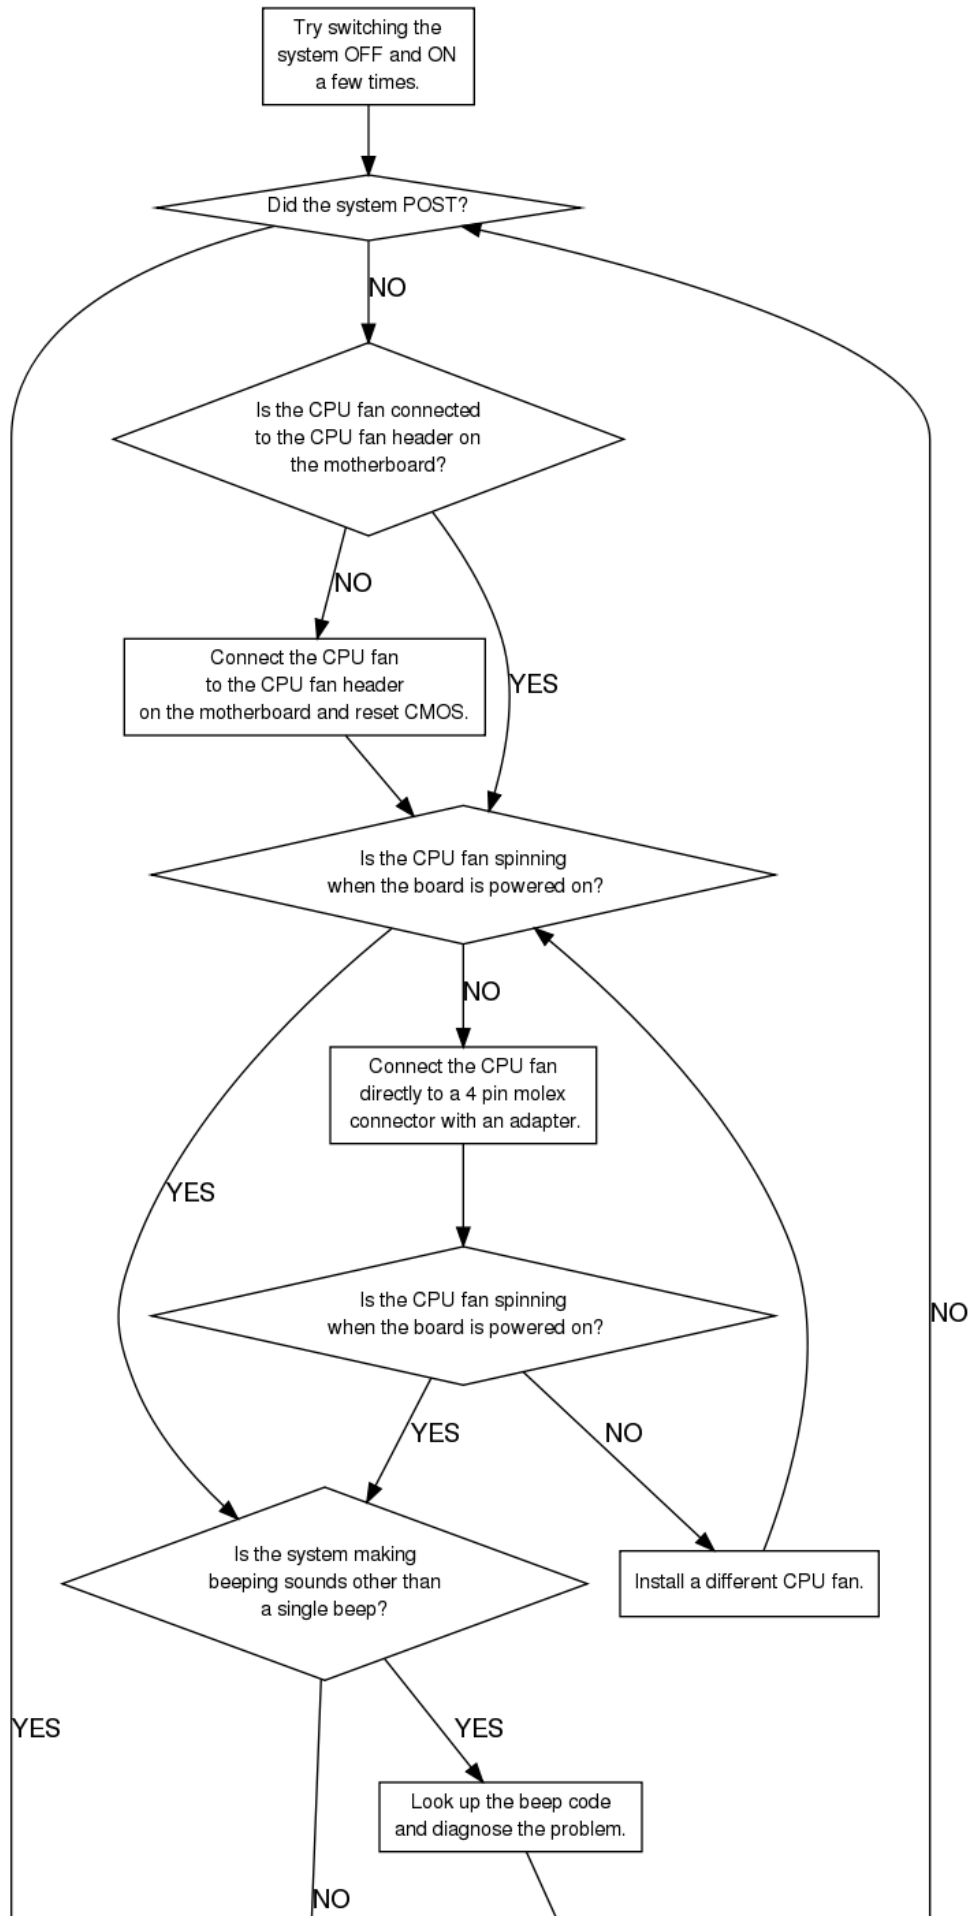 Try switching the
system OFF and ON
a few times.
Did the system POST?
NO
Is the CPU fan connected
to the CPU fan header on
the motherboard?
NO
Connect the CPU fan
to the CPU fan header
on the motherboard and reset CMOS.
YES
Is the CPU fan spinning
when the board is powered on?
NO
Connect the CPU fan
directly to a 4 pin molex
connector with an adapter.
YES
Is the CPU fan spinning
when the board is powered on?
NO
YES
NO
Is the system making
beeping sounds other than
a single beep?
Install a different CPU fan.
YES
YES
Look up the beep code
and diagnose the problem.
NO